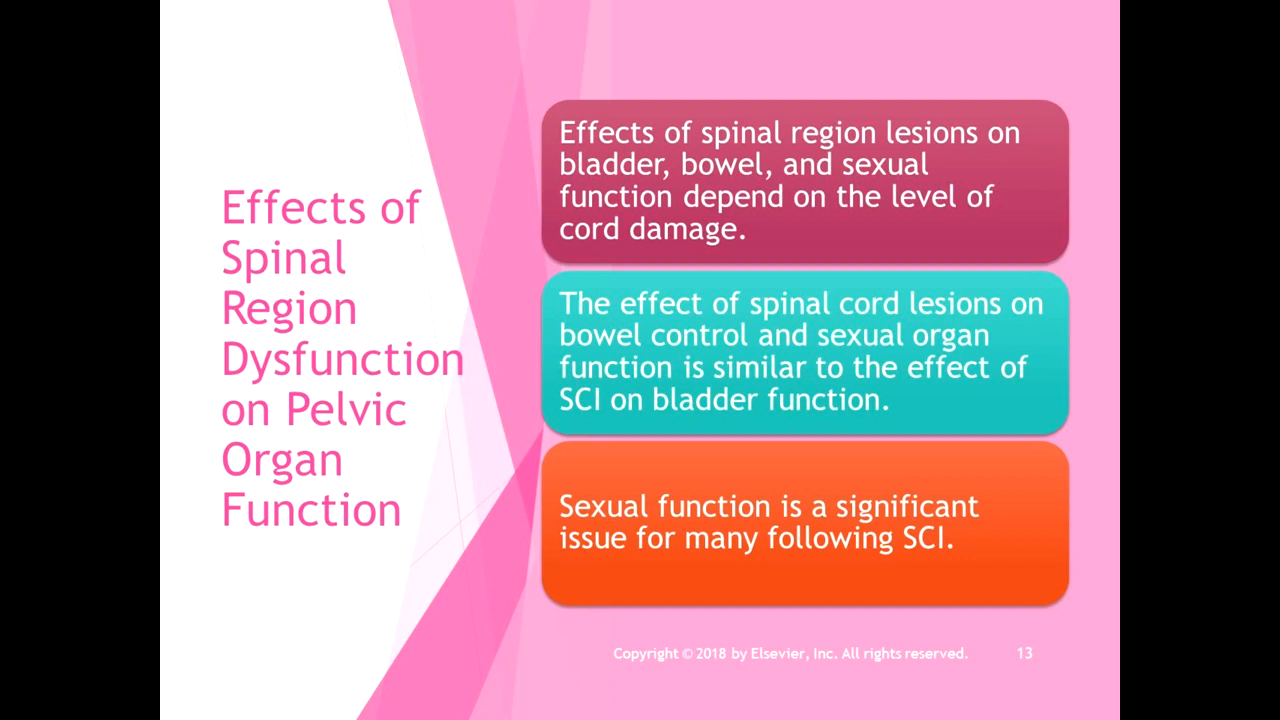 Effects of
Spinal
Region
Dysfunction
on Pelvic
Organ
Function
Effects of spinal region lesions on
bladder, bowel, and sexual
function depend on the level of
cord damage.
The effect of spinal cord lesions on
bowel control and sexual organ
function is similar to the effect of
SCI on bladder function.
Sexual function is a significant
issue for many following SCI.
Copyright © 2018 by Elsevier, Inc. All rights reserved.
13